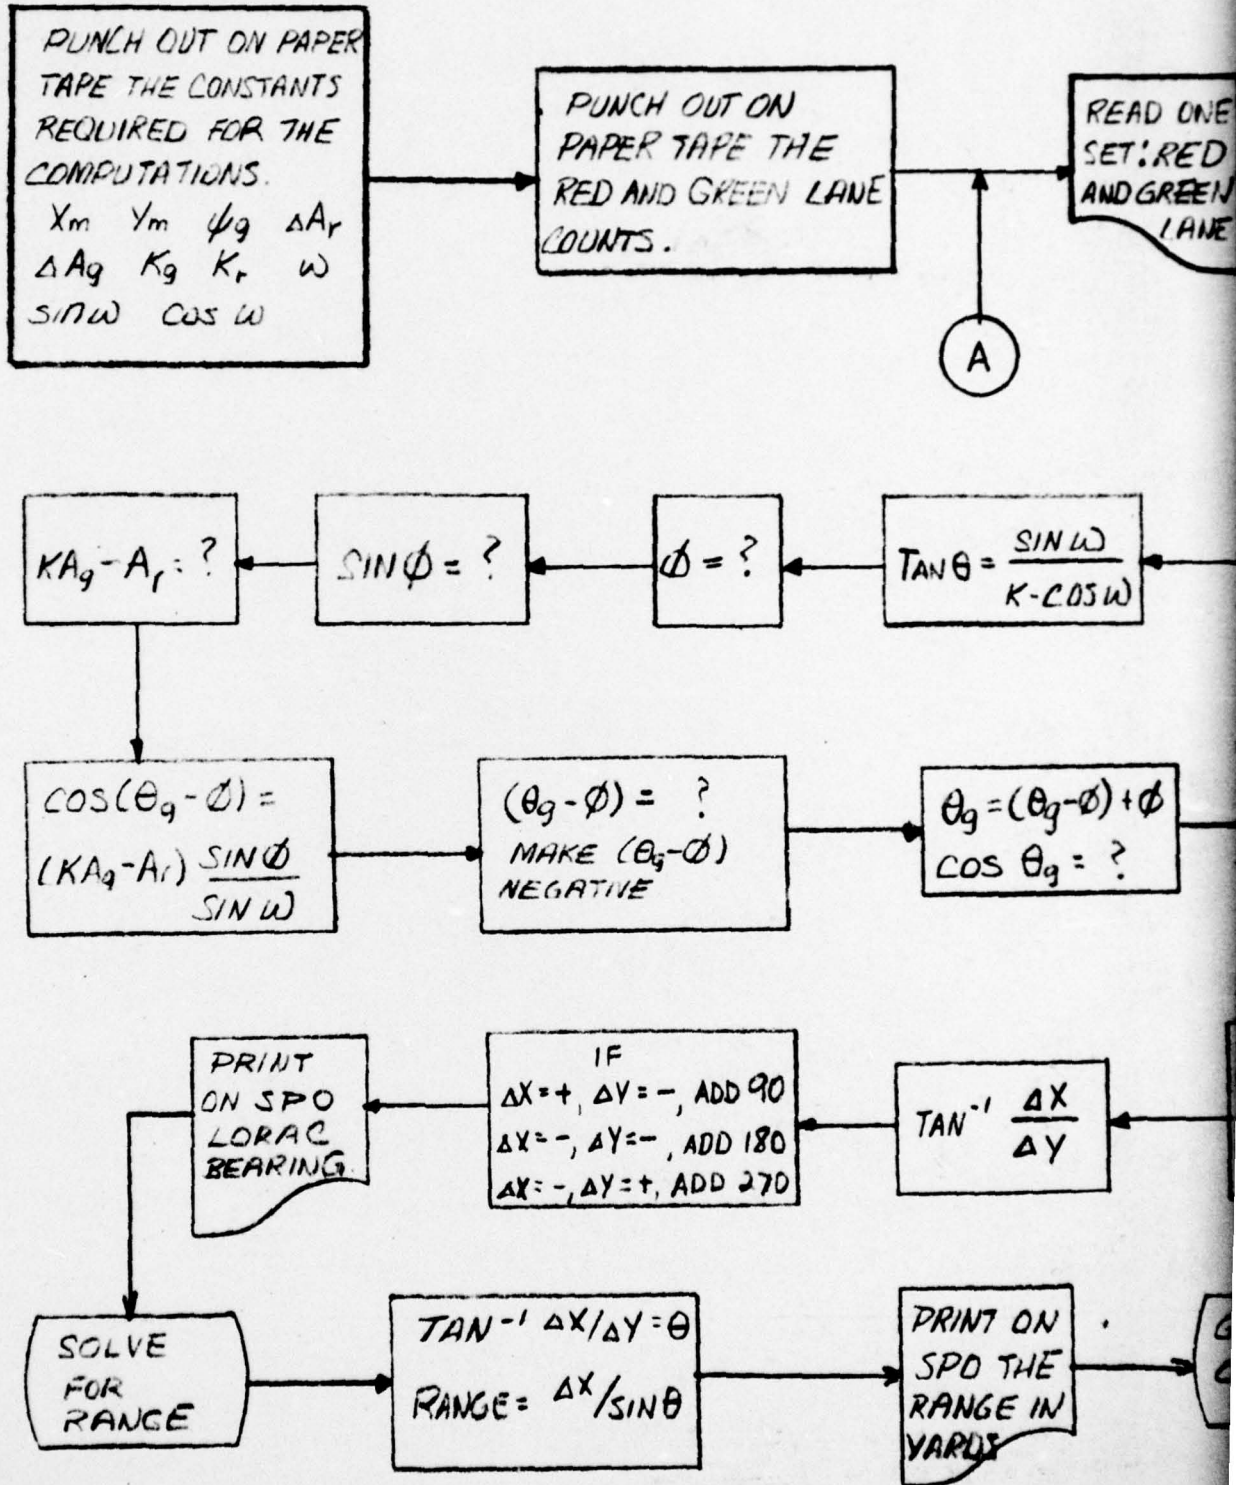 PUNCH OUT ON PAPER
TAPE THE CONSTANTS
REQUIRED FOR THE
COMPUTATIONS.
Xm Ym ψg ΔAr
ΔAg Kg Kr ω
sin ω cos ω
PUNCH OUT ON
PAPER TAPE THE
RED AND GREEN LANE
COUNTS.
READ ONE
SET: RED
AND GREEN
LANE
A
KAg - Ar = ?
SIN Ø = ?
Ø = ?
TAN θ = SIN ω / K - COS ω
COS (θg - Ø) =
(KAg - Ar) SIN Ø / SIN ω
(θg - Ø) = ?
MAKE (θg - Ø)
NEGATIVE
θg = (θg - Ø) + Ø
COS θg = ?
PRINT
ON SPO
LORAC
BEARING
IF
ΔX = +, ΔY = -, ADD 90
ΔX = -, ΔY = -, ADD 180
ΔX = -, ΔY = +, ADD 270
TAN⁻¹ ΔX / ΔY
SOLVE
FOR
RANGE
TAN⁻¹ ΔX/ΔY = θ
RANGE = ΔX/SIN θ
PRINT ON
SPO THE
RANGE IN
YARDS